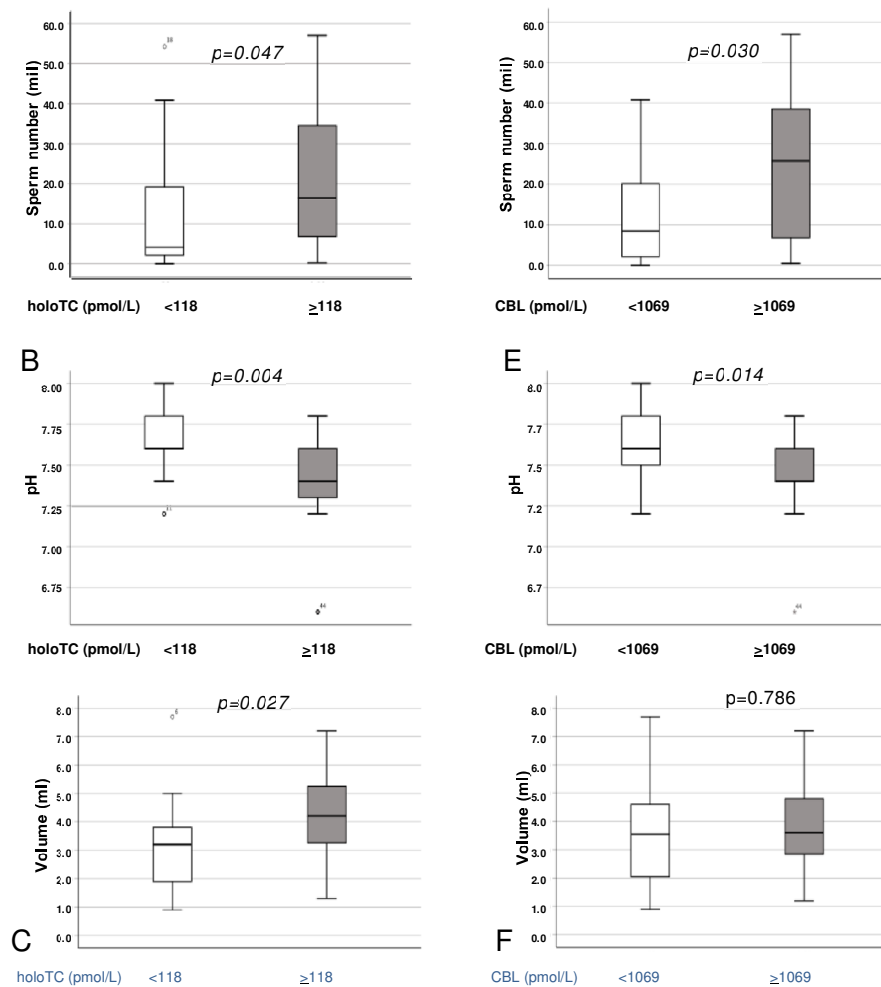 60.0
50.0
40.0
30.0
20.0
10.0
0.0
Sperm number (mil)
p=0.047
holoTC (pmol/L) <118 ≥118
60.0
50.0
40.0
30.0
20.0
10.0
0.0
Sperm number (mil)
p=0.030
CBL (pmol/L) <1069 ≥1069
B
8.00
7.75
7.50
7.25
7.00
6.75
pH
p=0.004
holoTC (pmol/L) <118 ≥118
E
8.0
7.7
7.5
7.2
7.0
6.7
pH
p=0.014
CBL (pmol/L) <1069 ≥1069
8.0
7.0
6.0
5.0
4.0
3.0
2.0
1.0
0.0
Volume (ml)
p=0.027
C
holoTC (pmol/L) <118 ≥118
8.0
7.0
6.0
5.0
4.0
3.0
2.0
1.0
0.0
Volume (ml)
p=0.786
F
CBL (pmol/L) <1069 ≥1069